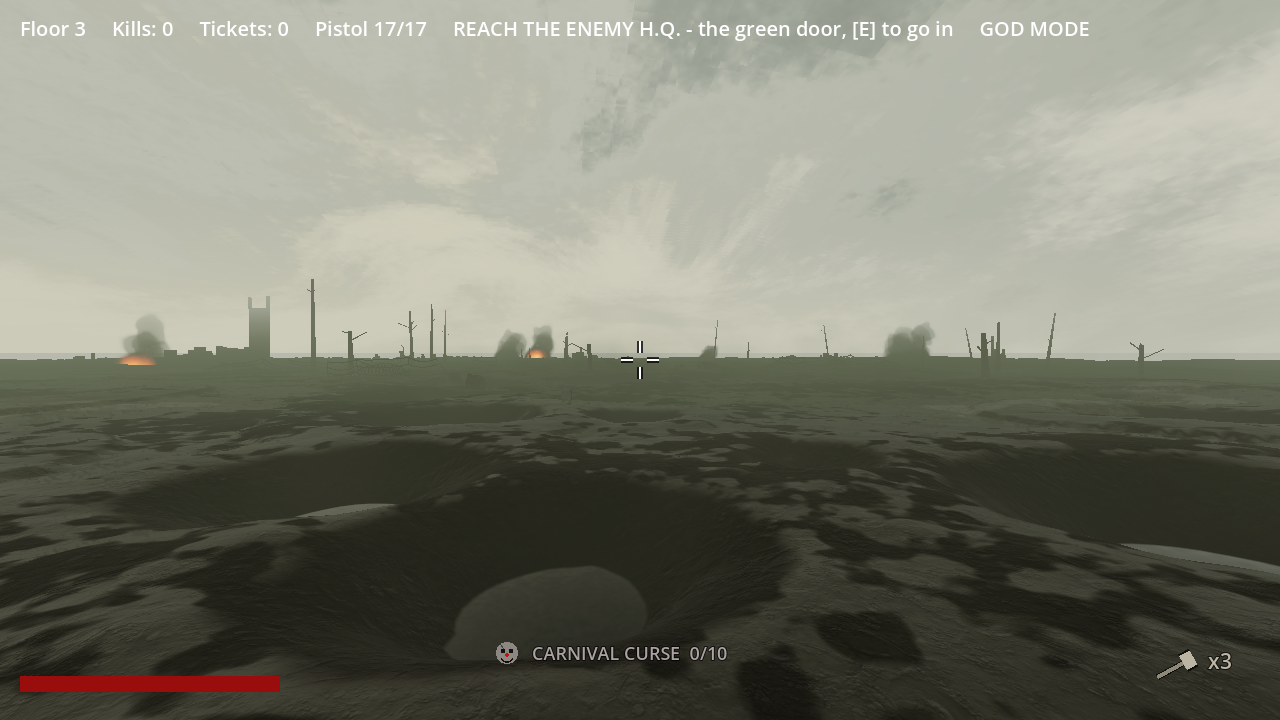 Floor 3 Kills: 0 Tickets: 0 Pistol 17/17 REACH THE ENEMY H.Q. - the green door, [E] to go in GOD MODE
CARNIVAL CURSE 0/10
x3